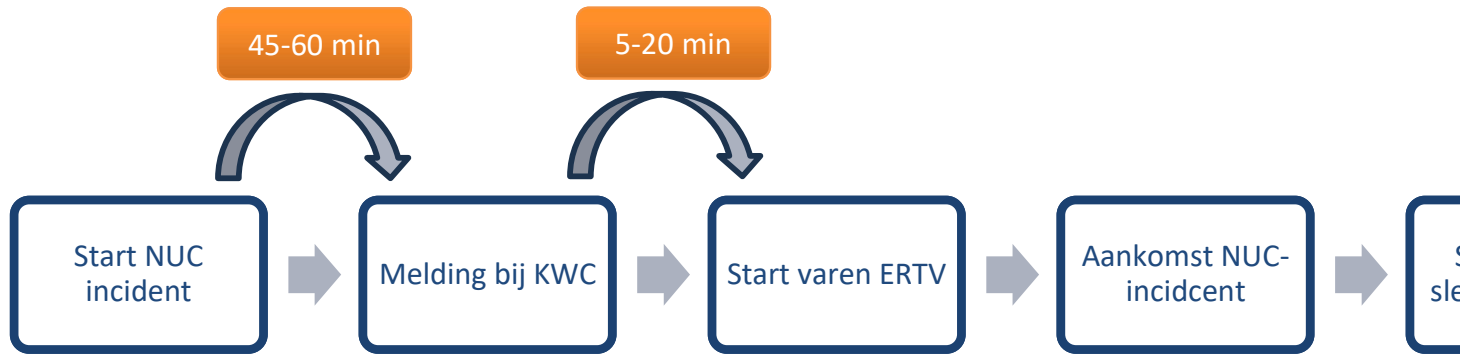 45-60 min
5-20 min
Start NUC
incident
Melding bij KWC
Start varen ERTV
Aankomst NUC-
incidcent